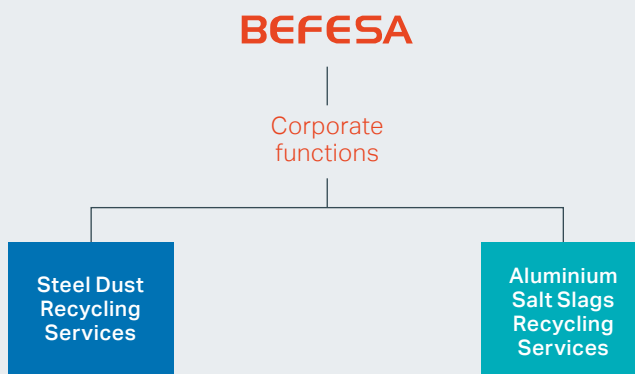 BEFESA
Corporate
functions
Steel Dust
Recycling
Services
Aluminium
Salt Slags
Recycling
Services